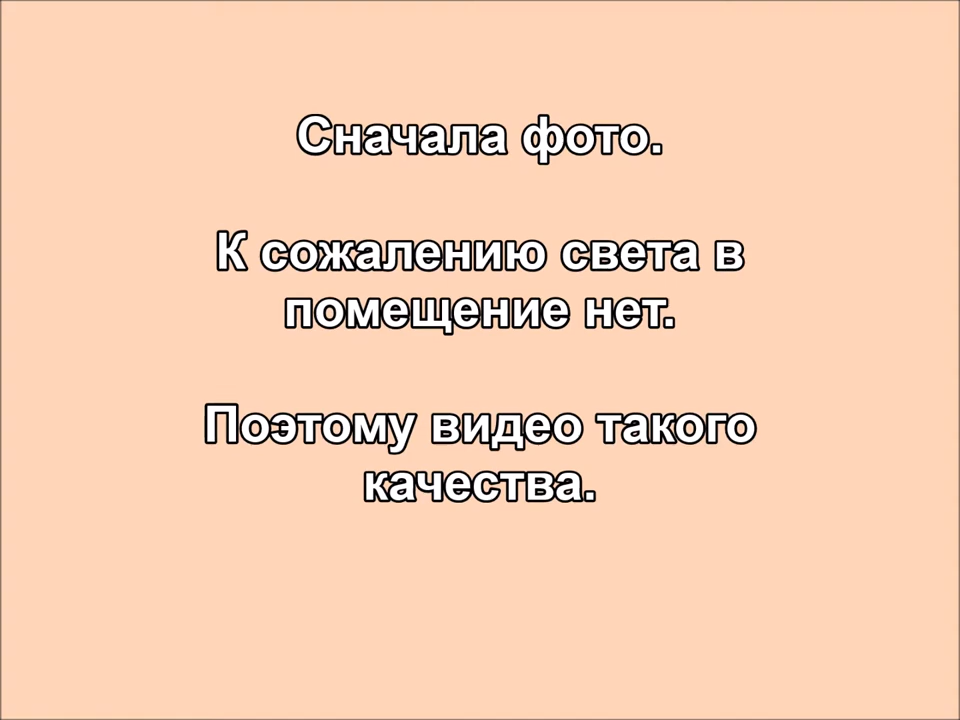 Сначала фото.
К сожалению света в
помещение нет.
Поэтому видео такого
качества.